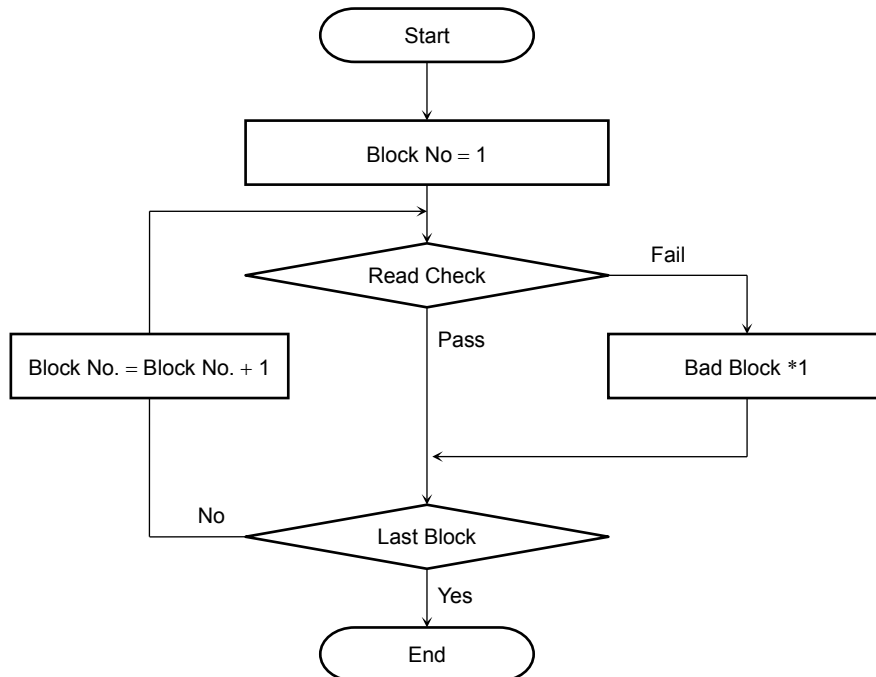 Start
Block No = 1
Read Check
Fail
Pass
Block No. = Block No. + 1
Bad Block *1
No
Last Block
Yes
End